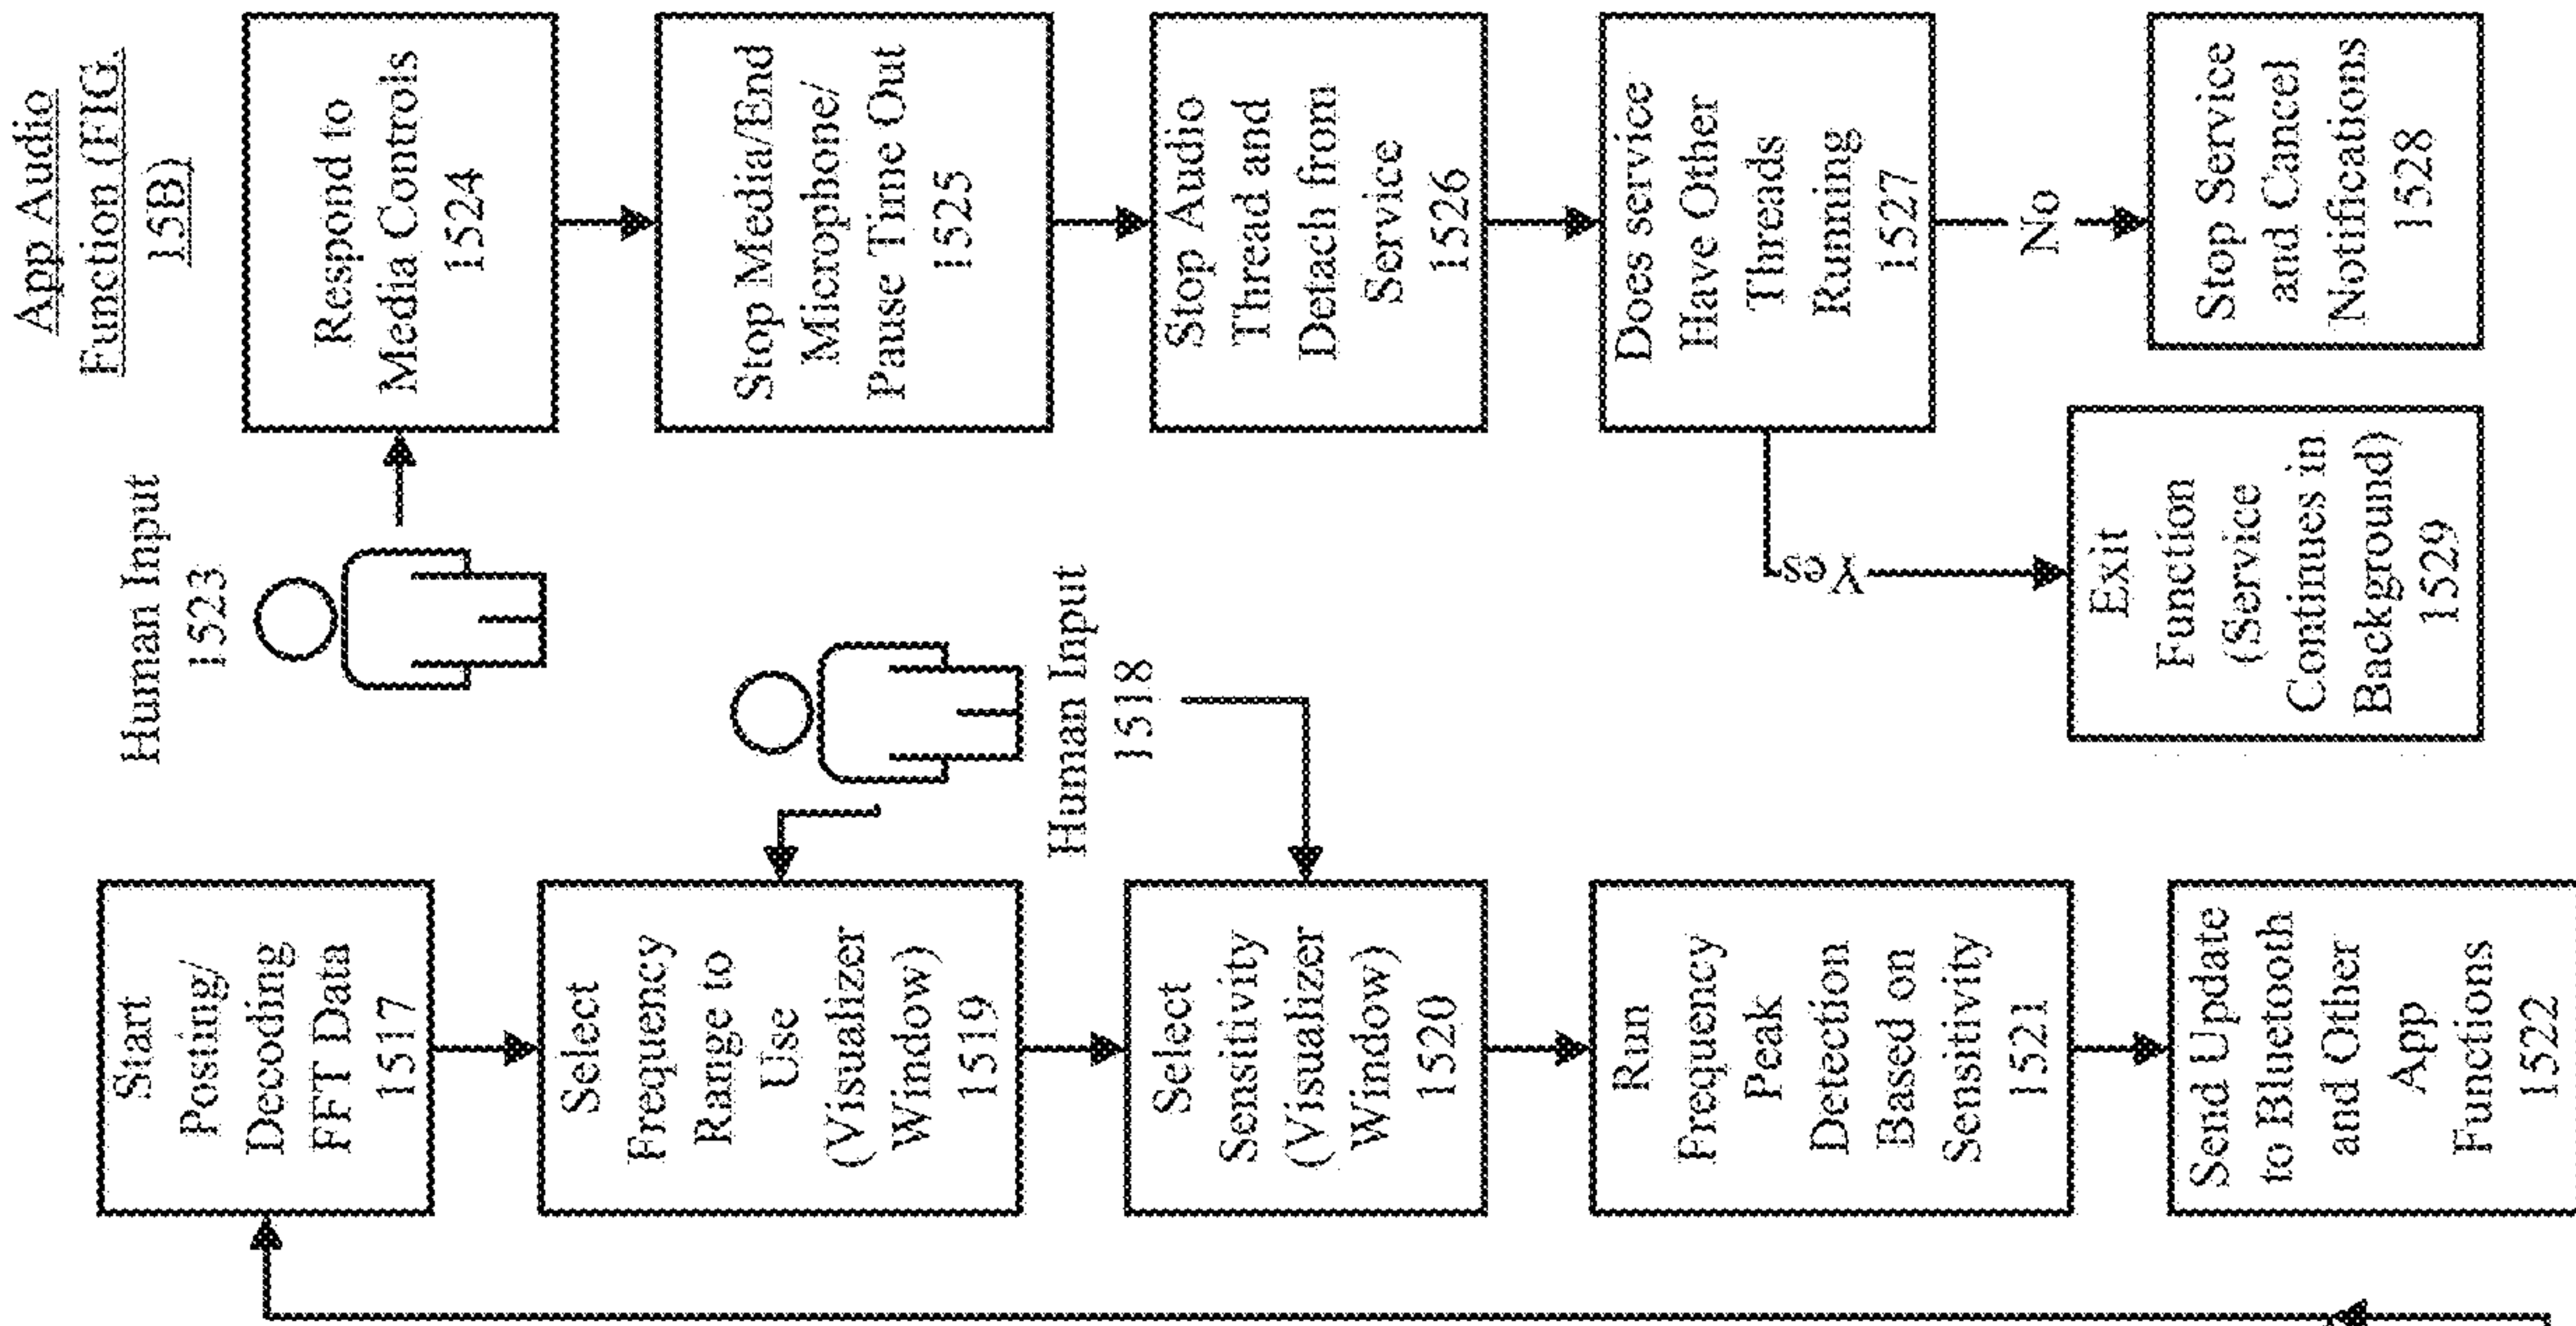 App Audio
Function (FIG.
15B)
Human Input
1523
Respond to
Media Controls
1524
Stop Media/End
Microphone/
Pause Time Out
1525
Stop Audio
Thread and
Detach from
Service
1526
Does service
Have Other
Threads
Running
1527
Yes
No
Exit
Function
(Service
Continues in
Background)
1529
Stop Service
and Cancel
Notifications
1528
Start
Posting/
Decoding
FFT Data
1517
Human Input
1518
Select
Frequency
Range to
Use
(Visualizer
Window)
1519
Select
Sensitivity
(Visualizer
Window)
1520
Run
Frequency
Peak
Detection
Based on
Sensitivity
1521
Send Update
to Bluetooth
and Other
App
Functions
1522